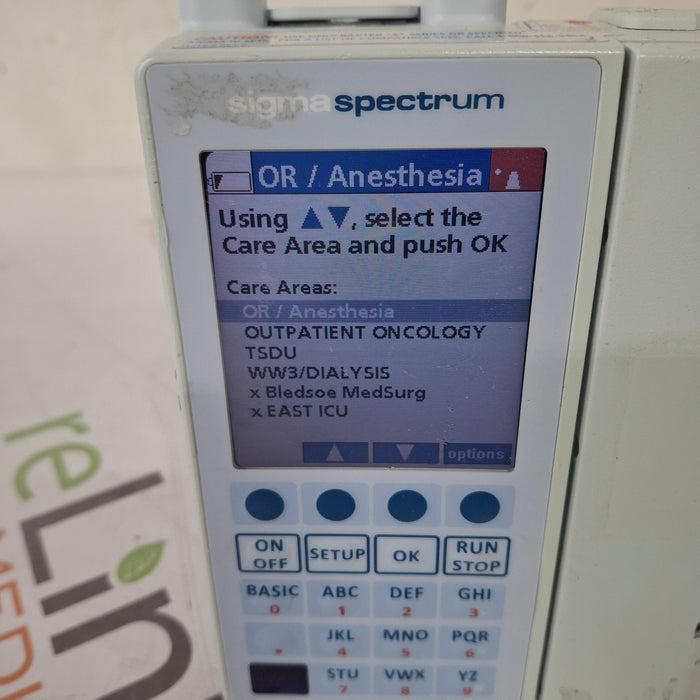 sigma spectrum
OR / Anesthesia
Using ▲▼, select the
Care Area and push OK
Care Areas:
OR / Anesthesia
OUTPATIENT ONCOLOGY
TSDU
WW3/DIALYSIS
x Bledsoe MedSurg
x EAST ICU
options
ON OFF
SETUP
OK
RUN STOP
BASIC ABC DEF GHI
0 1 2 3
JKL MNO PQR
. 4 5 6
STU VWX YZ
7 8 9
reLin
MEDI